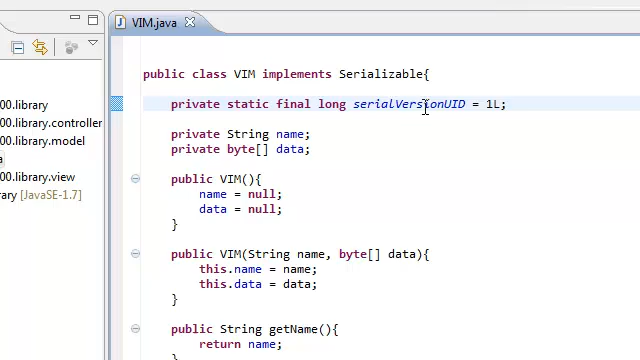 VIM.java
public class VIM implements Serializable{
private static final long serialVersionUID = 1L;
private String name;
private byte[] data;
public VIM(){
name = null;
data = null;
}
public VIM(String name, byte[] data){
this.name = name;
this.data = data;
}
public String getName(){
return name;
00.library
00.library.controller
00.library.model
a
00.library.view
rary [JavaSE-1.7]